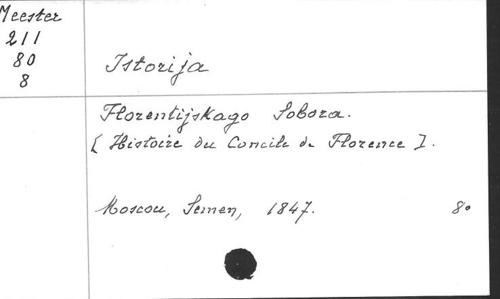 Meester
211
80
8
Istorija
Florentijskago Sobora.
[ Histoire du Concile de Florence ].
Moscou, Semen, 1847. 8°